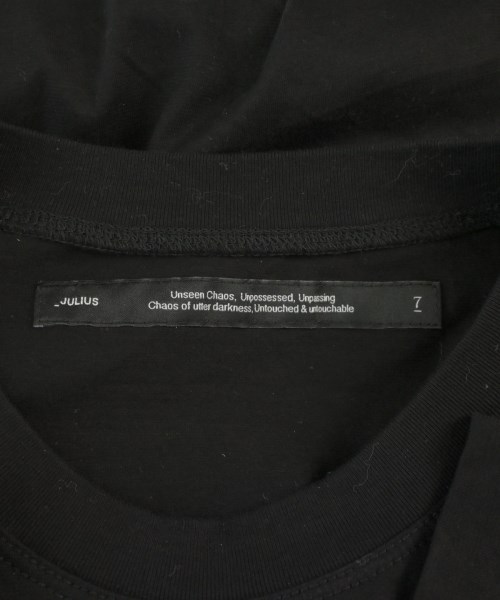 _JULIUS
Unseen Chaos, Unpossessed, Unpassing
Chaos of utter darkness,Untouched & untouchable
7